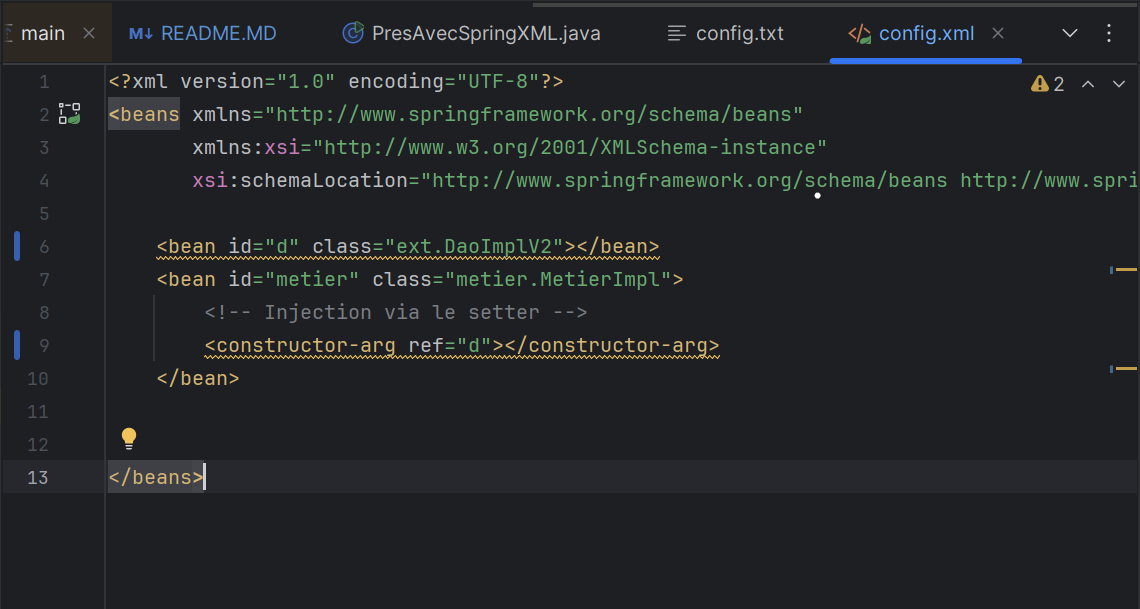 main
README.MD
PresAvecSpringXML.java
config.txt
config.xml
2
1 <?xml version="1.0" encoding="UTF-8"?>
2 <beans xmlns="http://www.springframework.org/schema/beans"
3 xmlns:xsi="http://www.w3.org/2001/XMLSchema-instance"
4 xsi:schemaLocation="http://www.springframework.org/schema/beans http://www.spri
5
6 <bean id="d" class="ext.DaoImplV2"></bean>
7 <bean id="metier" class="metier.MetierImpl">
8 <!-- Injection via le setter -->
9 <constructor-arg ref="d"></constructor-arg>
10 </bean>
11
12
13 </beans>